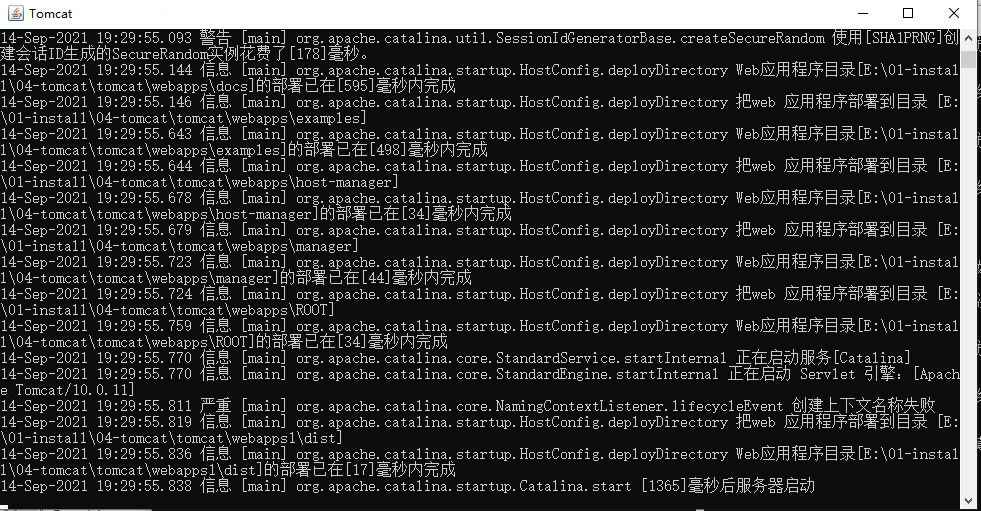 Tomcat
14-Sep-2021 19:29:55.093 警告 [main] org.apache.catalina.util.SessionIdGeneratorBase.createSecureRandom 使用[SHA1PRNG]创
建会话ID生成的SecureRandom实例花费了[178]毫秒。
14-Sep-2021 19:29:55.144 信息 [main] org.apache.catalina.startup.HostConfig.deployDirectory Web应用程序目录[E:\01-instal
l\04-tomcat\tomcat\webapps\docs]的部署已在[595]毫秒内完成
14-Sep-2021 19:29:55.146 信息 [main] org.apache.catalina.startup.HostConfig.deployDirectory 把web 应用程序部署到目录 [E:
\01-install\04-tomcat\tomcat\webapps\examples]
14-Sep-2021 19:29:55.643 信息 [main] org.apache.catalina.startup.HostConfig.deployDirectory Web应用程序目录[E:\01-instal
l\04-tomcat\tomcat\webapps\examples]的部署已在[498]毫秒内完成
14-Sep-2021 19:29:55.644 信息 [main] org.apache.catalina.startup.HostConfig.deployDirectory 把web 应用程序部署到目录 [E:
\01-install\04-tomcat\tomcat\webapps\host-manager]
14-Sep-2021 19:29:55.678 信息 [main] org.apache.catalina.startup.HostConfig.deployDirectory Web应用程序目录[E:\01-instal
l\04-tomcat\tomcat\webapps\host-manager]的部署已在[34]毫秒内完成
14-Sep-2021 19:29:55.679 信息 [main] org.apache.catalina.startup.HostConfig.deployDirectory 把web 应用程序部署到目录 [E:
\01-install\04-tomcat\tomcat\webapps\manager]
14-Sep-2021 19:29:55.723 信息 [main] org.apache.catalina.startup.HostConfig.deployDirectory Web应用程序目录[E:\01-instal
l\04-tomcat\tomcat\webapps\manager]的部署已在[44]毫秒内完成
14-Sep-2021 19:29:55.724 信息 [main] org.apache.catalina.startup.HostConfig.deployDirectory 把web 应用程序部署到目录 [E:
\01-install\04-tomcat\tomcat\webapps\ROOT]
14-Sep-2021 19:29:55.759 信息 [main] org.apache.catalina.startup.HostConfig.deployDirectory Web应用程序目录[E:\01-instal
l\04-tomcat\tomcat\webapps\ROOT]的部署已在[34]毫秒内完成
14-Sep-2021 19:29:55.770 信息 [main] org.apache.catalina.core.StandardService.startInternal 正在启动服务[Catalina]
14-Sep-2021 19:29:55.770 信息 [main] org.apache.catalina.core.StandardEngine.startInternal 正在启动 Servlet 引擎：[Apach
e Tomcat/10.0.11]
14-Sep-2021 19:29:55.811 严重 [main] org.apache.catalina.core.NamingContextListener.lifecycleEvent 创建上下文名称失败
14-Sep-2021 19:29:55.819 信息 [main] org.apache.catalina.startup.HostConfig.deployDirectory 把web 应用程序部署到目录 [E:
\01-install\04-tomcat\tomcat\webapps1\dist]
14-Sep-2021 19:29:55.836 信息 [main] org.apache.catalina.startup.HostConfig.deployDirectory Web应用程序目录[E:\01-instal
l\04-tomcat\tomcat\webapps1\dist]的部署已在[17]毫秒内完成
14-Sep-2021 19:29:55.838 信息 [main] org.apache.catalina.startup.Catalina.start [1365]毫秒后服务器启动